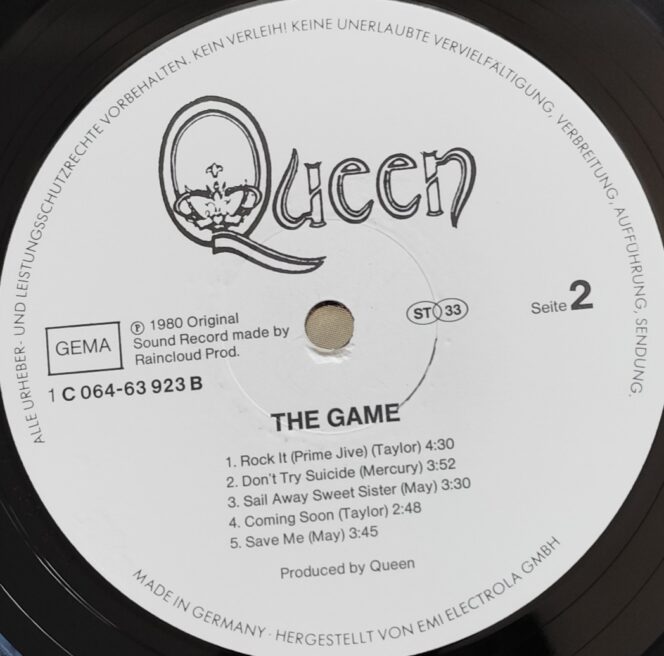 ALLE URHEBER- UND LEISTUNGSSCHUTZRECHTE VORBEHALTEN. KEIN VERLEIH! KEINE UNERLAUBTE VERVIELFÄLTIGUNG, VERBREITUNG, AUFFÜHRUNG, SENDUNG.
Queen
GEMA
℗ 1980 Original
Sound Record made by
Raincloud Prod.
ST 33
Seite 2
1 C 064-63 923 B
THE GAME
1. Rock It (Prime Jive) (Taylor) 4:30
2. Don't Try Suicide (Mercury) 3:52
3. Sail Away Sweet Sister (May) 3:30
4. Coming Soon (Taylor) 2:48
5. Save Me (May) 3:45
Produced by Queen
MADE IN GERMANY · HERGESTELLT VON EMI ELECTROLA GMBH